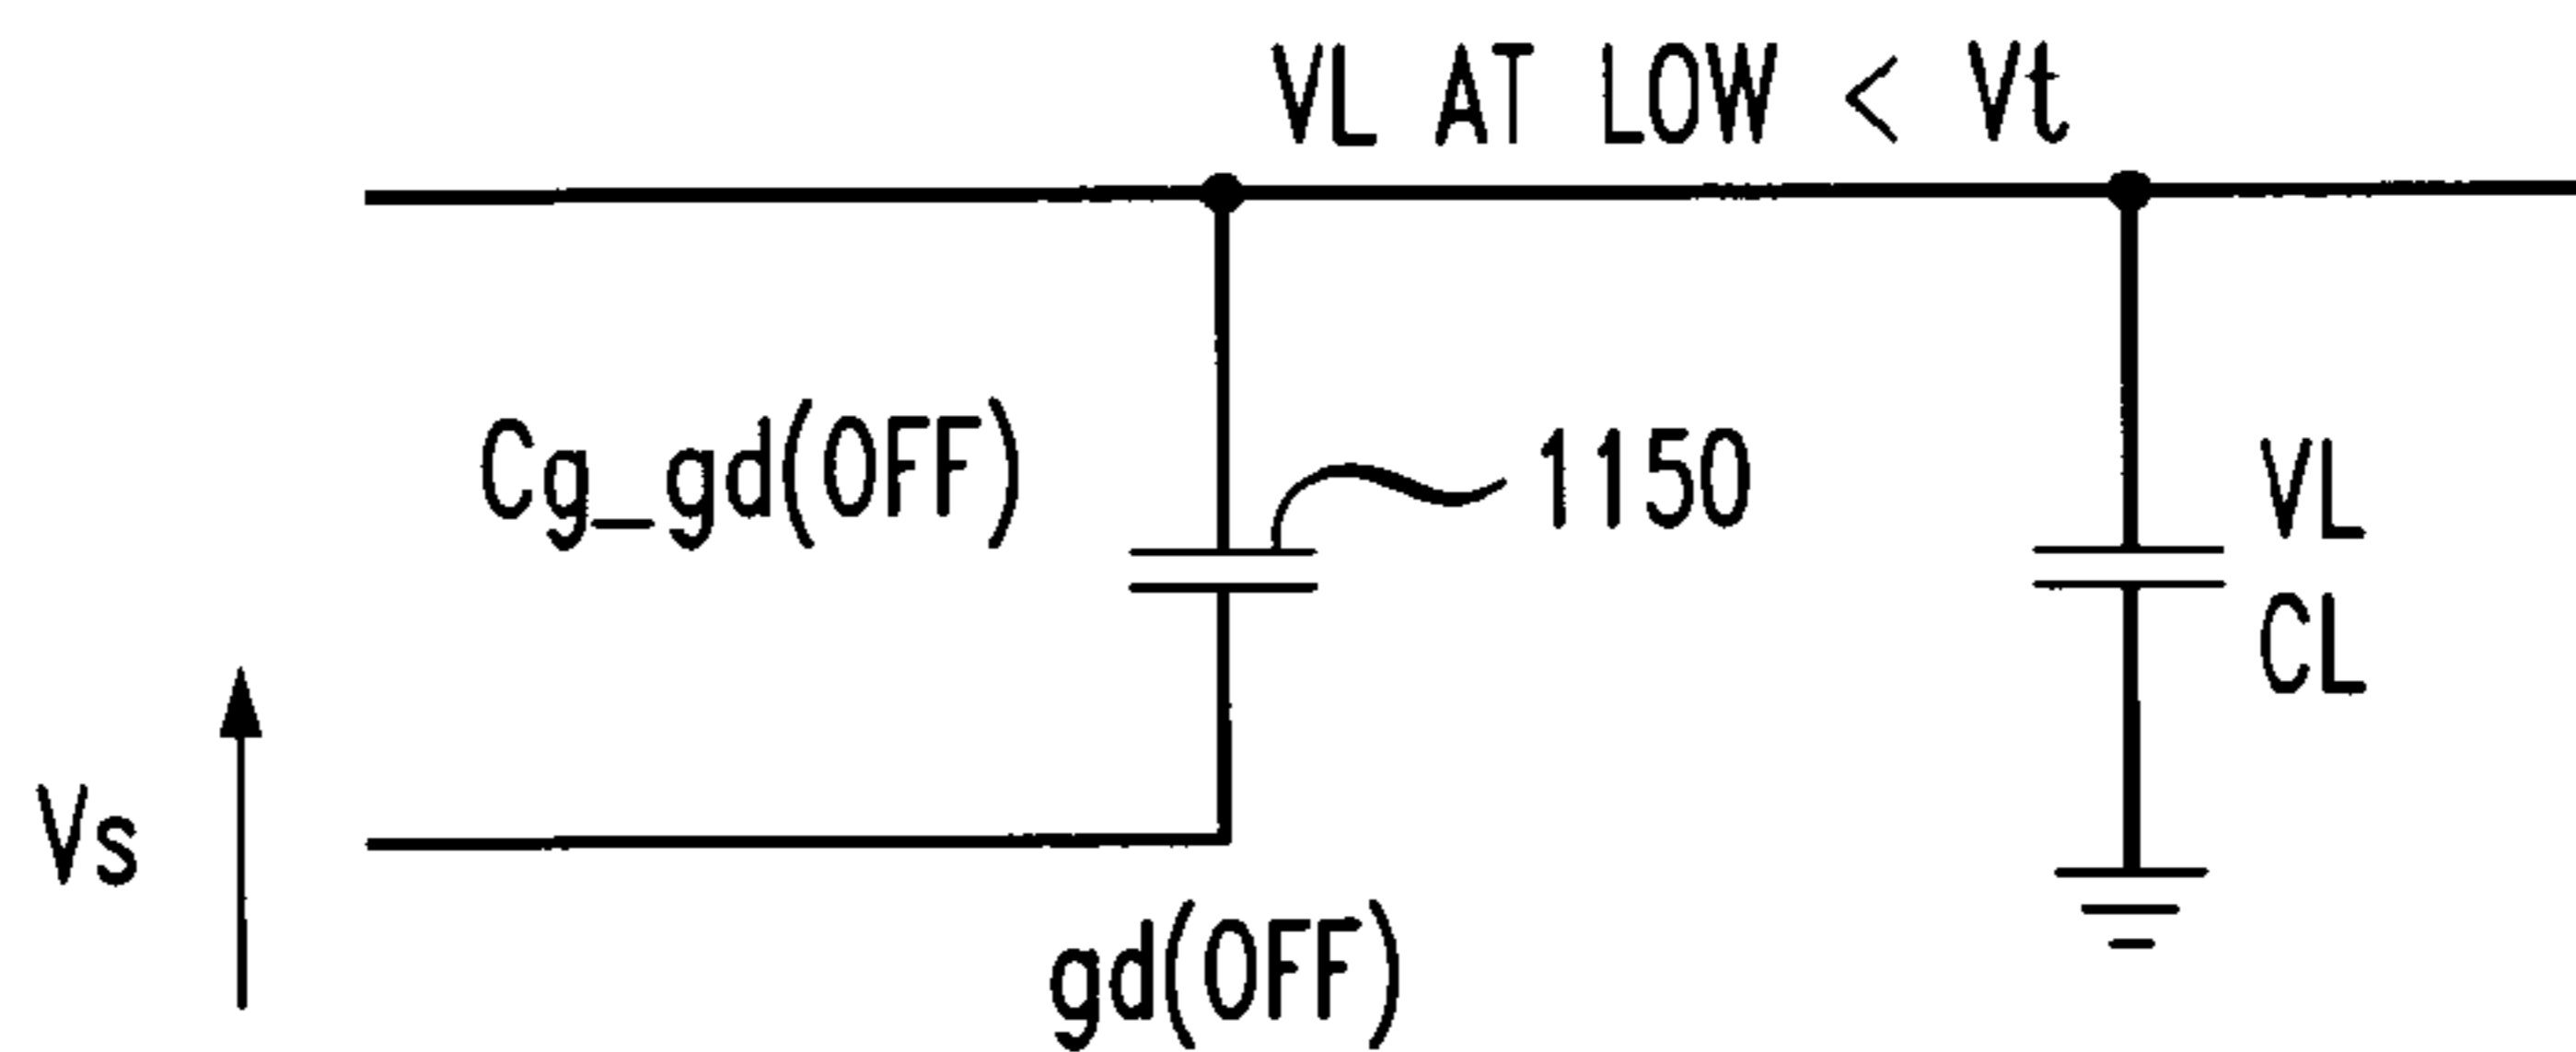 VL AT LOW < Vt
Cg_gd(OFF)
1150
VL
CL
Vs
gd(OFF)